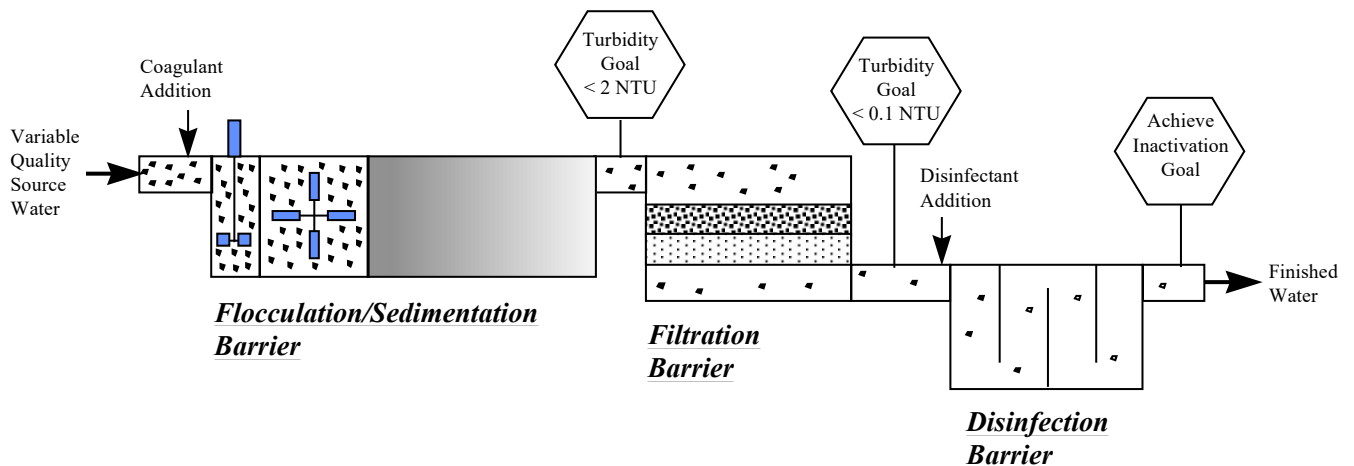 Coagulant
Addition
Variable
Quality
Source
Water
Turbidity
Goal
< 2 NTU
Turbidity
Goal
< 0.1 NTU
Achieve
Inactivation
Goal
Disinfectant
Addition
Finished
Water
Flocculation/Sedimentation
Barrier
Filtration
Barrier
Disinfection
Barrier